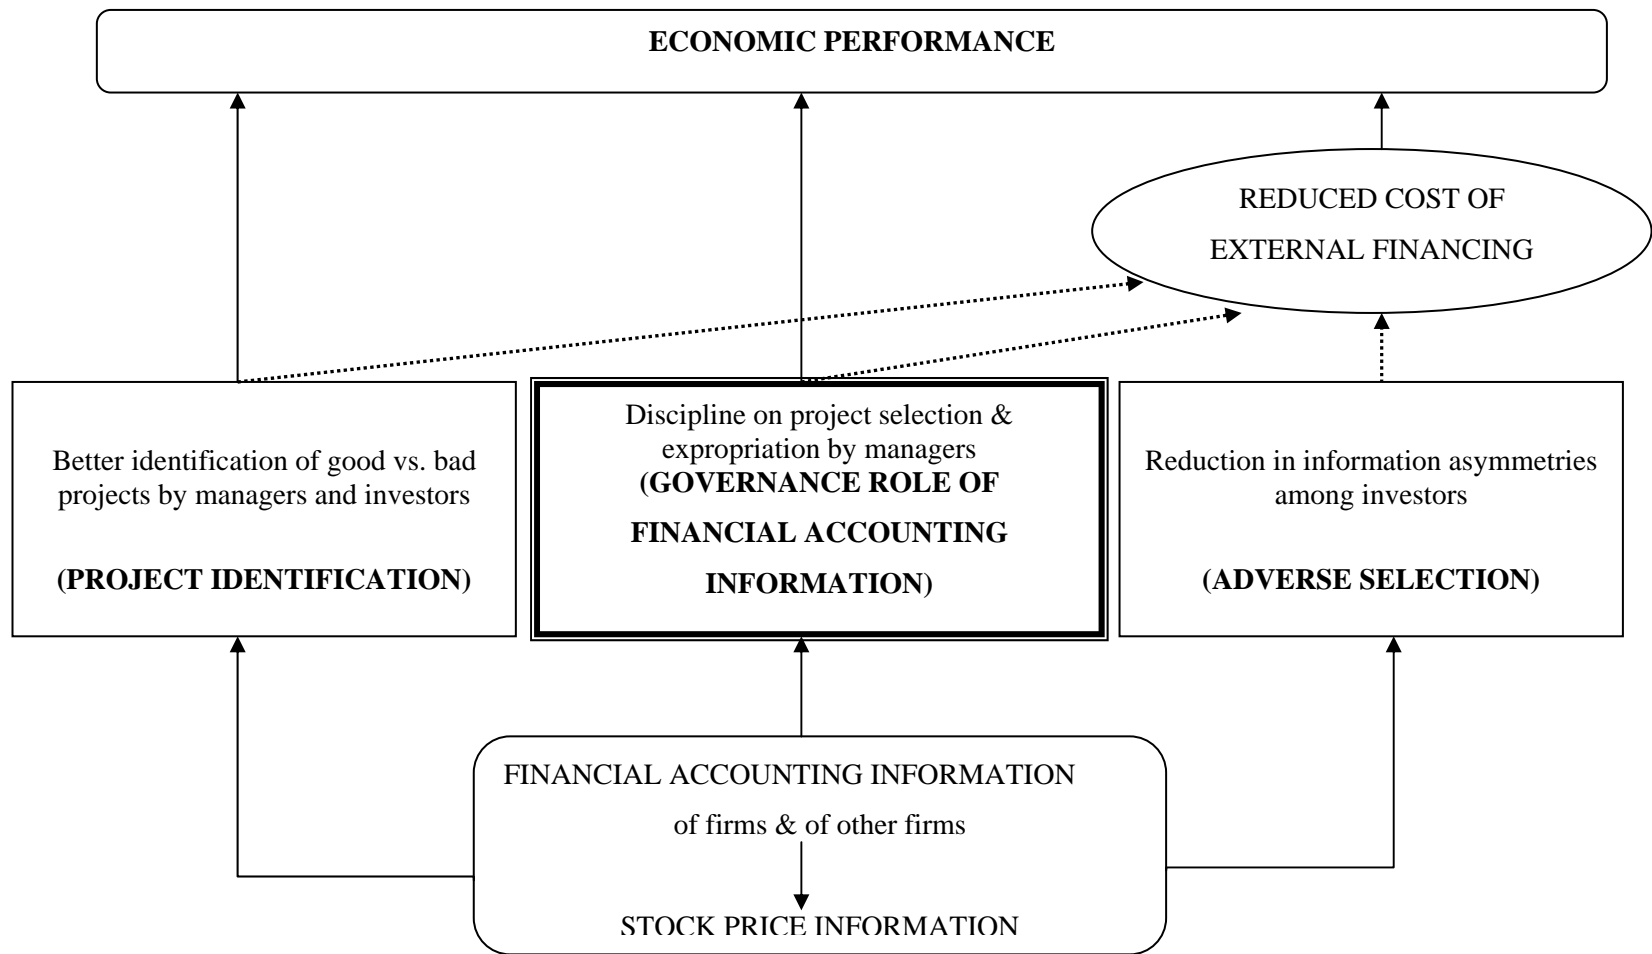 ECONOMIC PERFORMANCE
REDUCED COST OF
EXTERNAL FINANCING
Better identification of good vs. bad
projects by managers and investors
(PROJECT IDENTIFICATION)
Discipline on project selection &
expropriation by managers
(GOVERNANCE ROLE OF
FINANCIAL ACCOUNTING
INFORMATION)
Reduction in information asymmetries
among investors
(ADVERSE SELECTION)
FINANCIAL ACCOUNTING INFORMATION
of firms & of other firms
STOCK PRICE INFORMATION